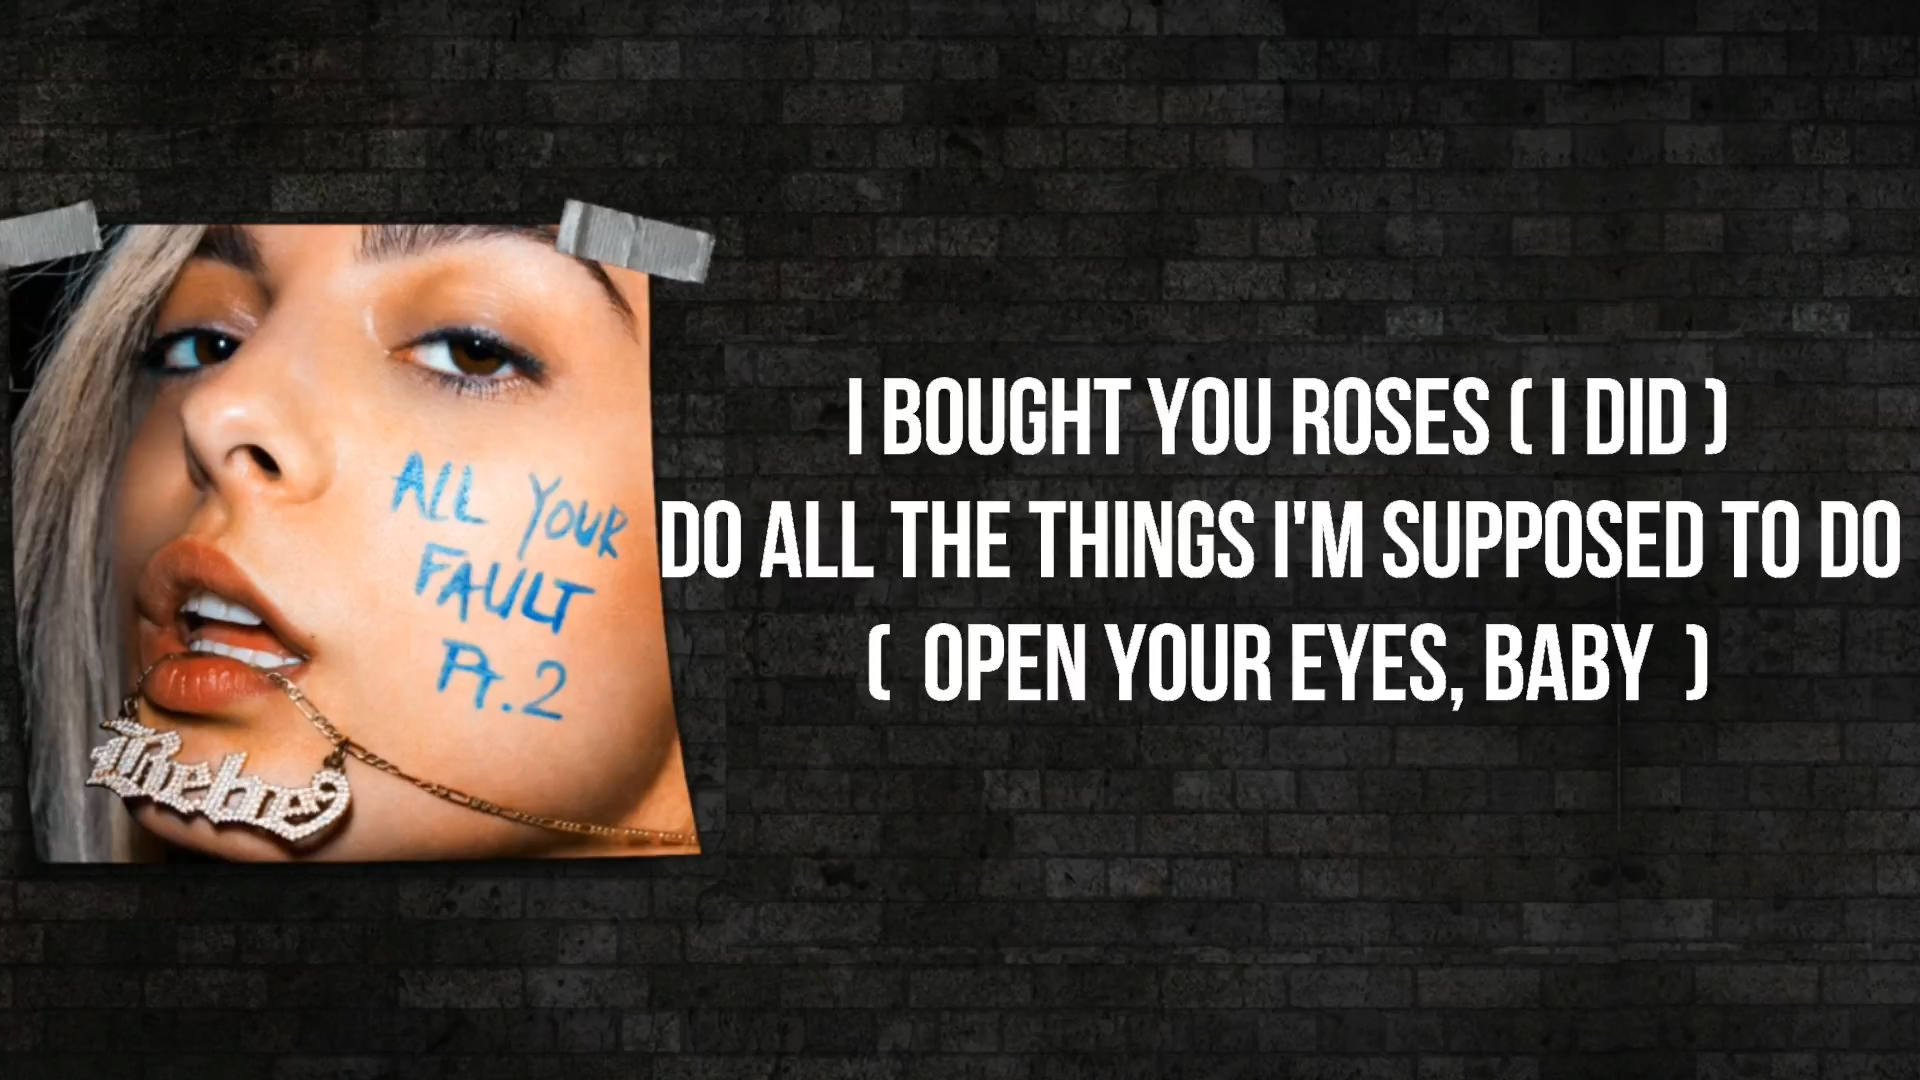 ALL YOUR
FAULT
Pt.2
Bebe
I BOUGHT YOU ROSES ( I DID )
DO ALL THE THINGS I'M SUPPOSED TO DO
( OPEN YOUR EYES, BABY )